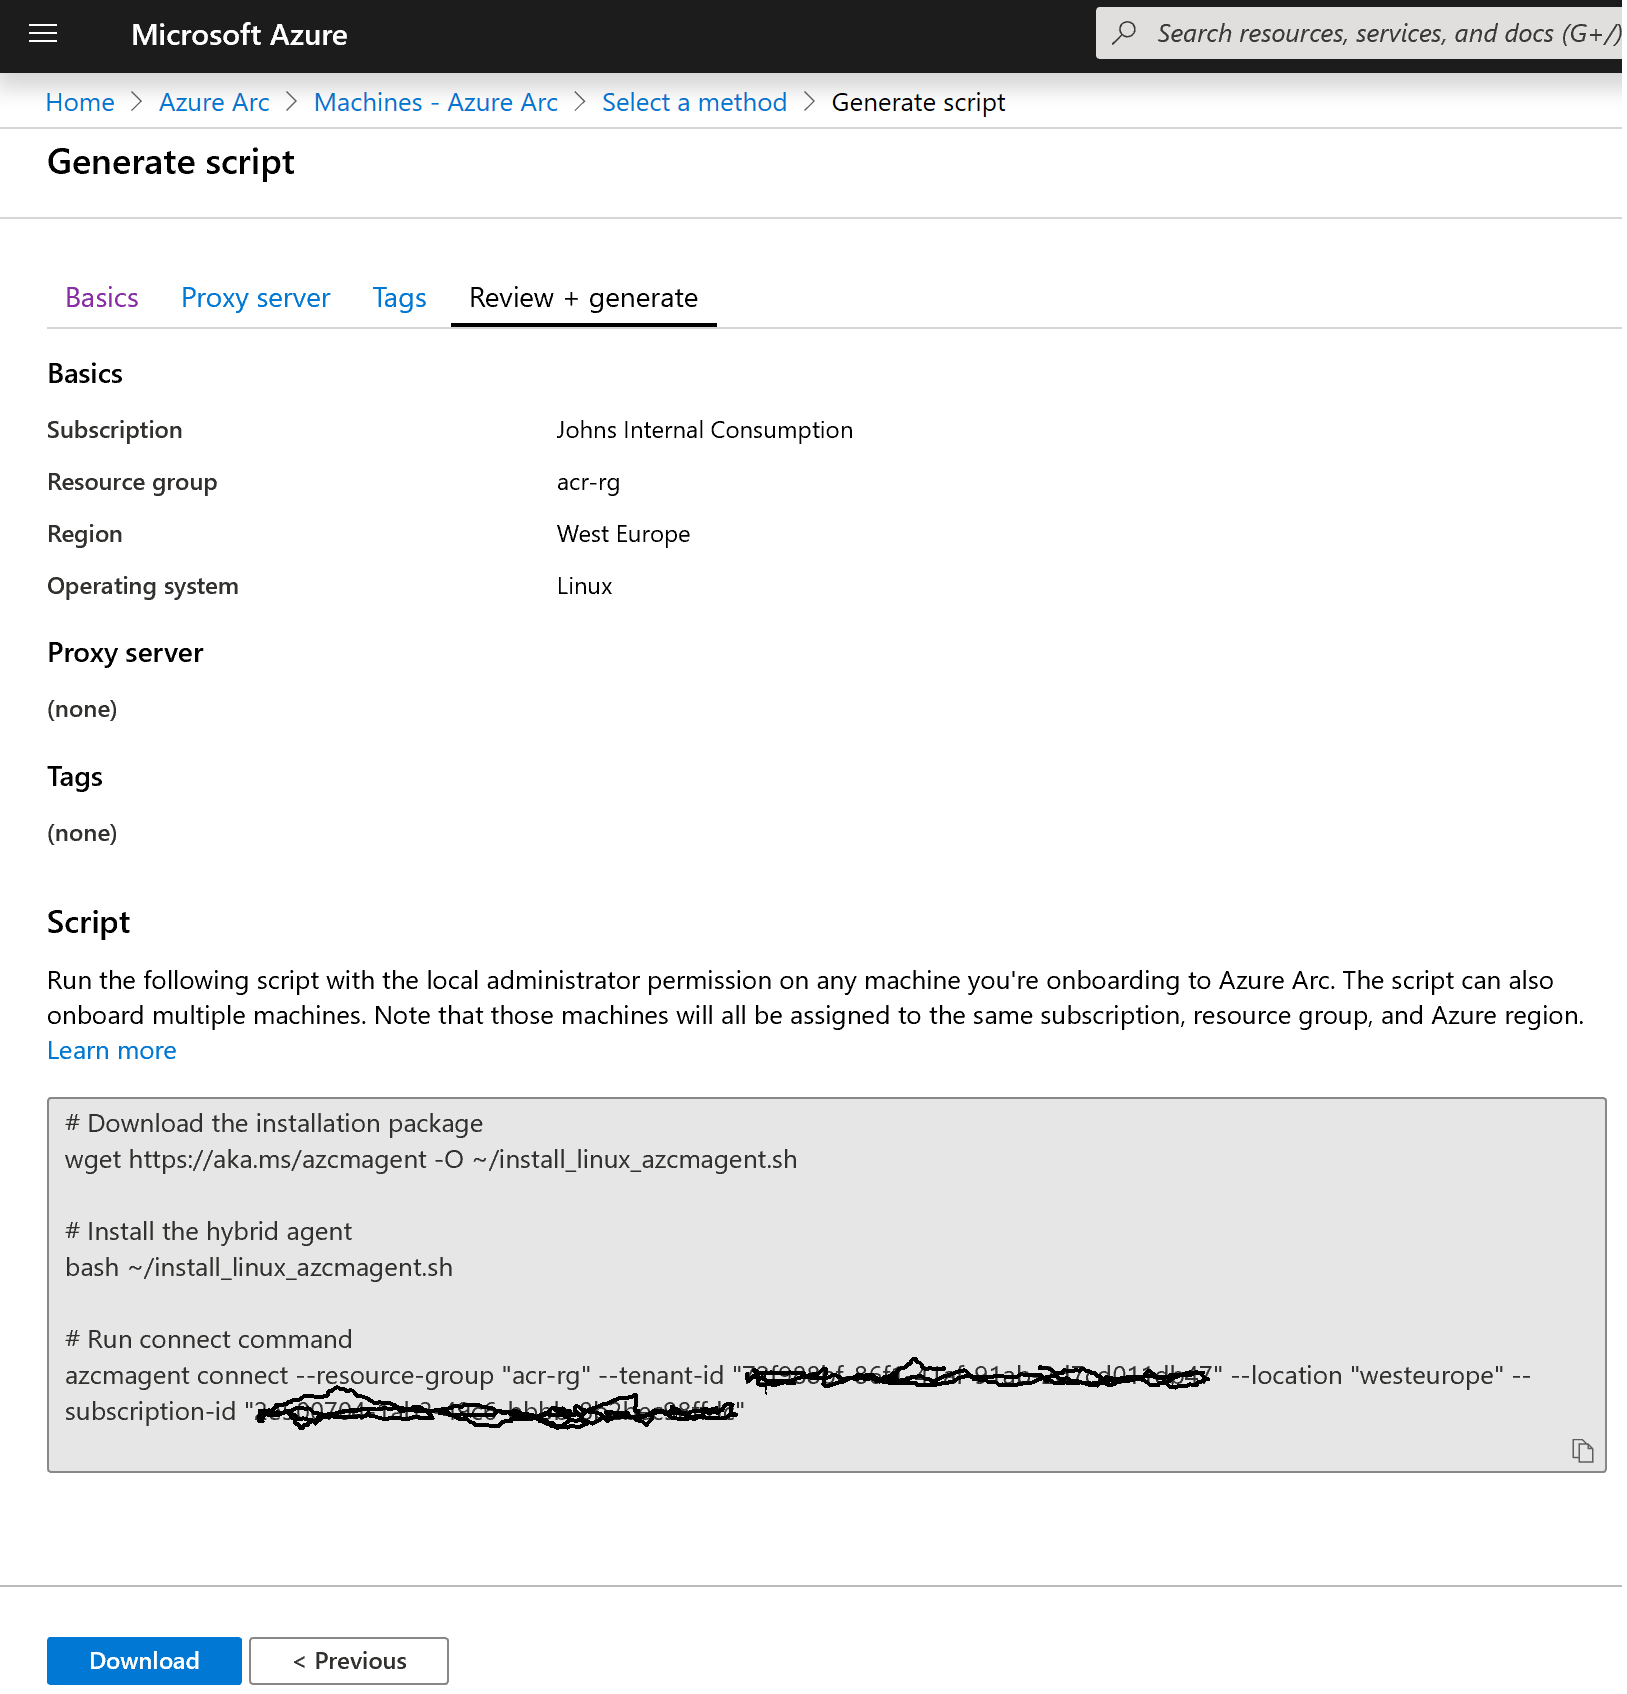 Microsoft Azure
Search resources, services, and docs (G+/)
Home > Azure Arc > Machines - Azure Arc > Select a method > Generate script
Generate script
Basics Proxy server Tags Review + generate
Basics
Subscription Johns Internal Consumption
Resource group acr-rg
Region West Europe
Operating system Linux
Proxy server
(none)
Tags
(none)
Script
Run the following script with the local administrator permission on any machine you're onboarding to Azure Arc. The script can also
onboard multiple machines. Note that those machines will all be assigned to the same subscription, resource group, and Azure region.
Learn more
# Download the installation package
wget https://aka.ms/azcmagent -O ~/install_linux_azcmagent.sh
# Install the hybrid agent
bash ~/install_linux_azcmagent.sh
# Run connect command
azcmagent connect --resource-group "acr-rg" --tenant-id "" --location "westeurope" --
subscription-id ""
Download < Previous